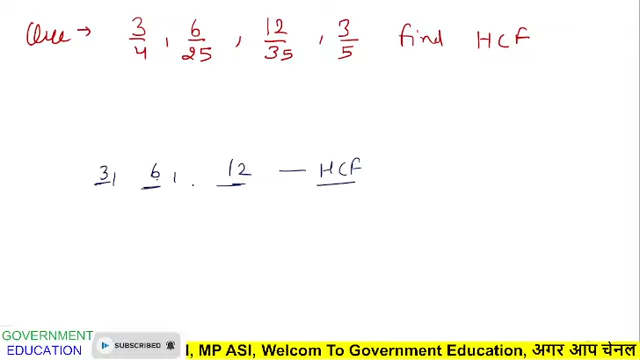 Que → 3/4 , 6/25 , 12/35 , 3/5 find HCF
3, 6, . 12 — HCF
GOVERNMENT
EDUCATION
SUBSCRIBED
I, MP ASI, Welcom To Government Education, अगर आप चेनल